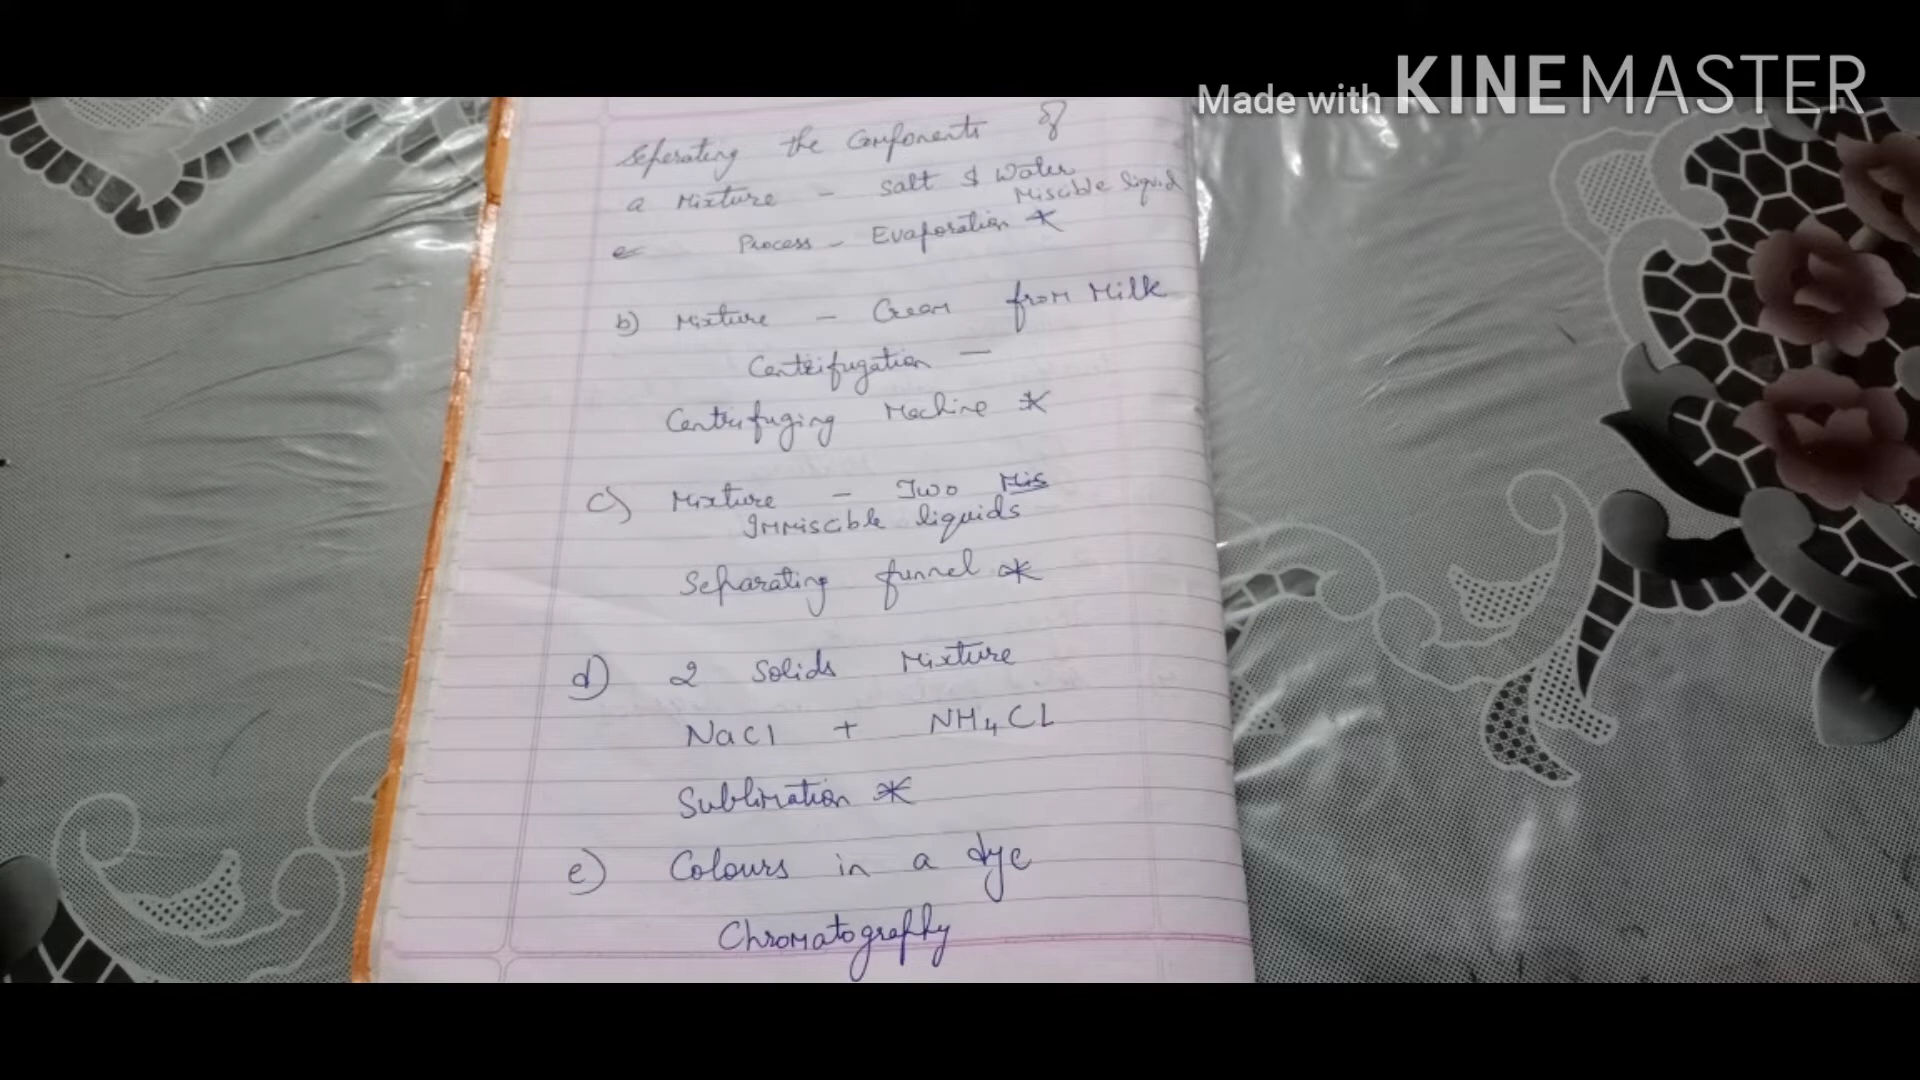 Made with KINEMASTER
Seperating the Components of
a Mixture - Salt & Water
Miscible liquid
Process - Evaporation *
b) Mixture - Cream from Milk
Centrifugation -
Centrifuging Machine *
c) Mixture - Two Mis
Immiscible liquids
Separating funnel *
d) 2 Solids Mixture
NaCl + NH4CL
Sublimation *
e) Colours in a dye
Chromatography